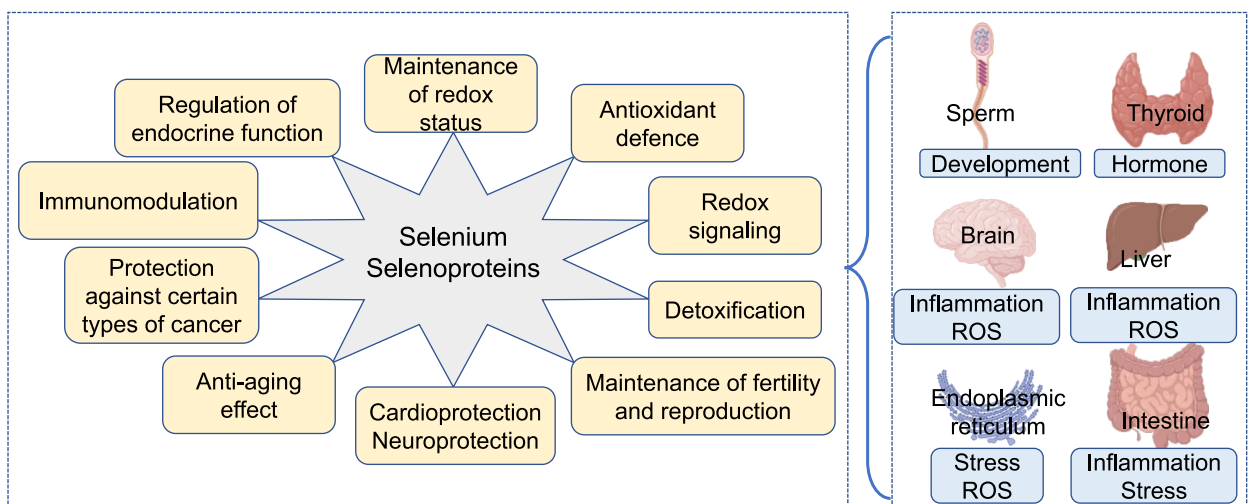 Maintenance
of redox
status
Regulation of
endocrine function
Antioxidant
defence
Immunomodulation
Redox
signaling
Selenium
Selenoproteins
Protection
against certain
types of cancer
Detoxification
Anti-aging
effect
Cardioprotection
Neuroprotection
Maintenance of fertility
and reproduction
Sperm
Development
Thyroid
Hormone
Brain
Inflammation
ROS
Liver
Inflammation
ROS
Endoplasmic
reticulum
Stress
ROS
Intestine
Inflammation
Stress